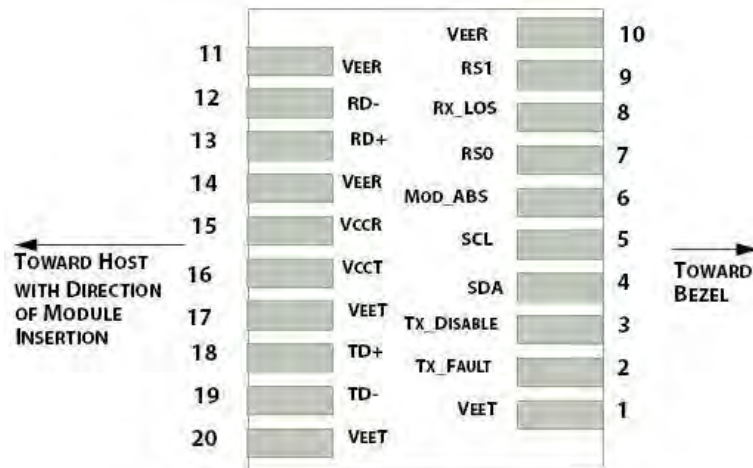 VEER 10
11 VEER
RS1 9
12 RD-
RX_LOS 8
13 RD+
RS0 7
14 VEER
MOD_ABS 6
15 VCCR
SCL 5
TOWARD HOST
WITH DIRECTION
OF MODULE
INSERTION
16 VCCT
SDA 4
TOWARD
BEZEL
17 VEET
TX_DISABLE 3
18 TD+
TX_FAULT 2
19 TD-
VEET 1
20 VEET